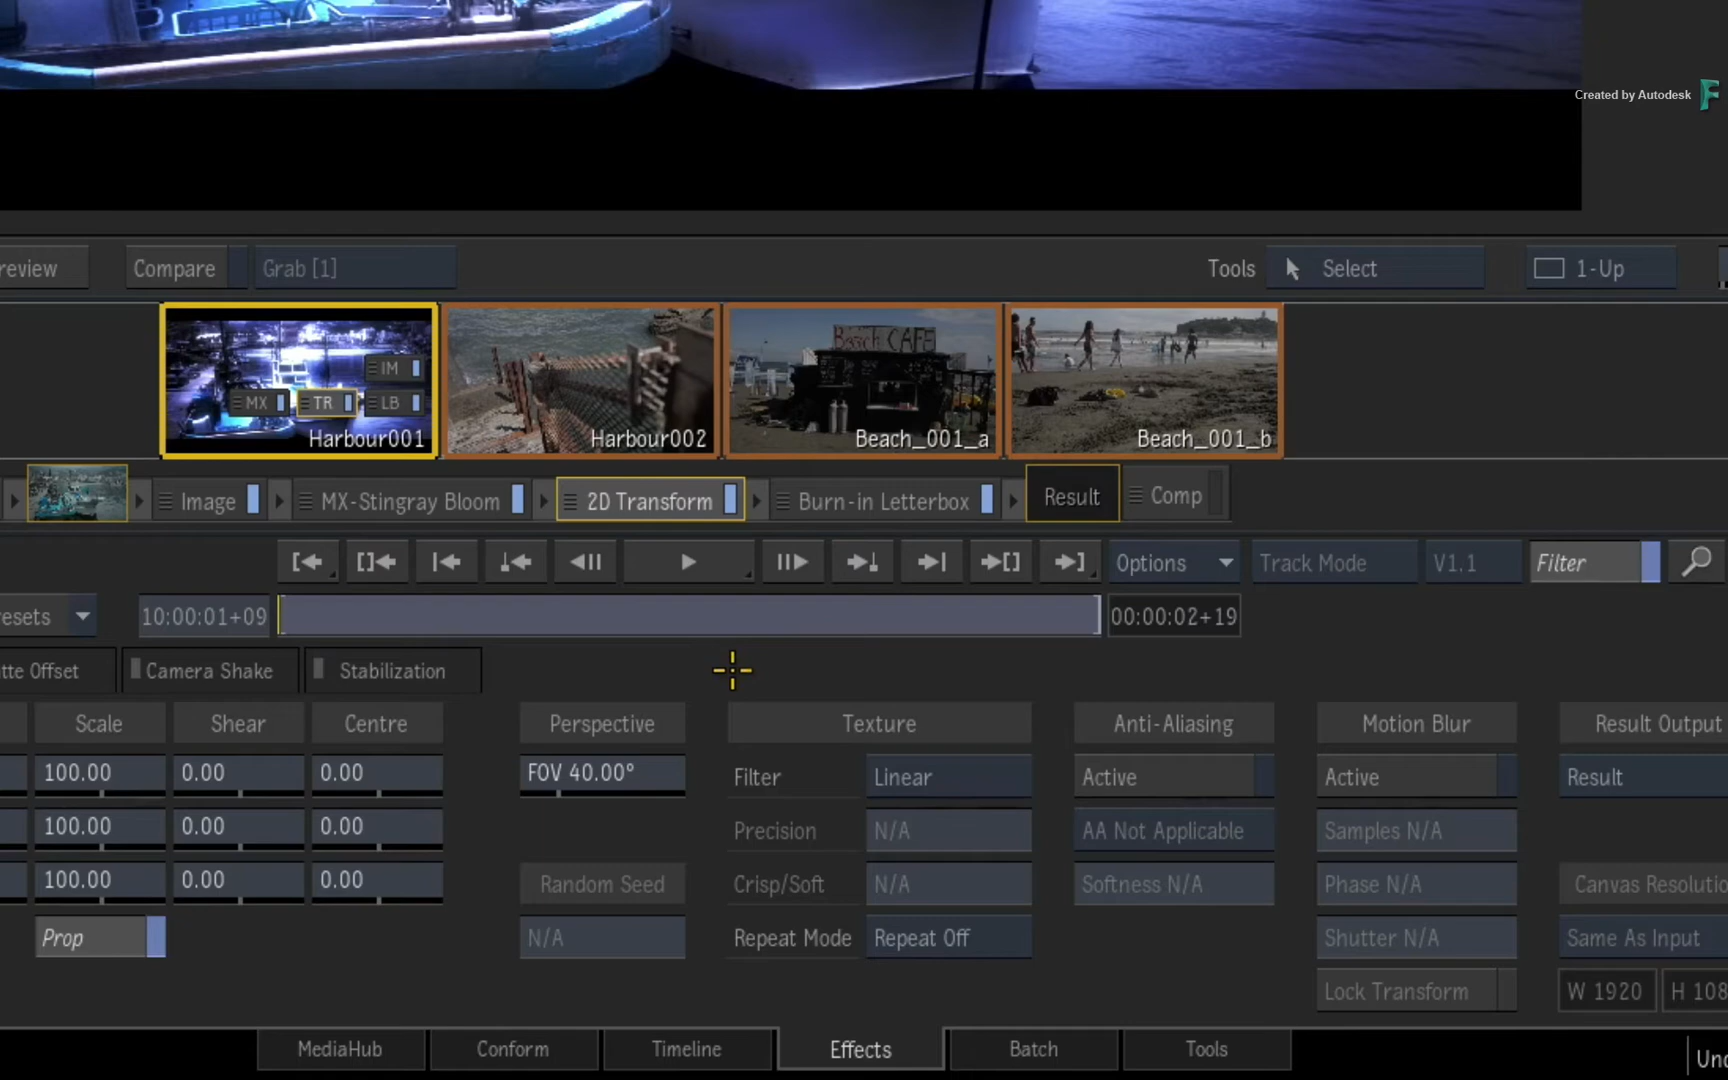 Created by Autodesk
Compare
Grab [1]
Tools
Select
1-Up
IM
MX
TR
LB
Harbour001
Harbour002
Beach CAFE
Beach_001_a
Beach_001_b
Image
MX-Stingray Bloom
2D Transform
Burn-in Letterbox
Result
Comp
Options
Track Mode
V1.1
Filter
esets
10:00:01+09
00:00:02+19
tte Offset
Camera Shake
Stabilization
Scale
Shear
Centre
Perspective
Texture
Anti-Aliasing
Motion Blur
Result Output
100.00
0.00
0.00
FOV 40.00°
Filter
Linear
Active
Active
Result
100.00
0.00
0.00
Precision
N/A
AA Not Applicable
Samples N/A
100.00
0.00
0.00
Random Seed
Crisp/Soft
N/A
Softness N/A
Phase N/A
Canvas Resolutio
Prop
N/A
Repeat Mode
Repeat Off
Shutter N/A
Same As Input
Lock Transform
W 1920
H 108
MediaHub
Conform
Timeline
Effects
Batch
Tools
Und